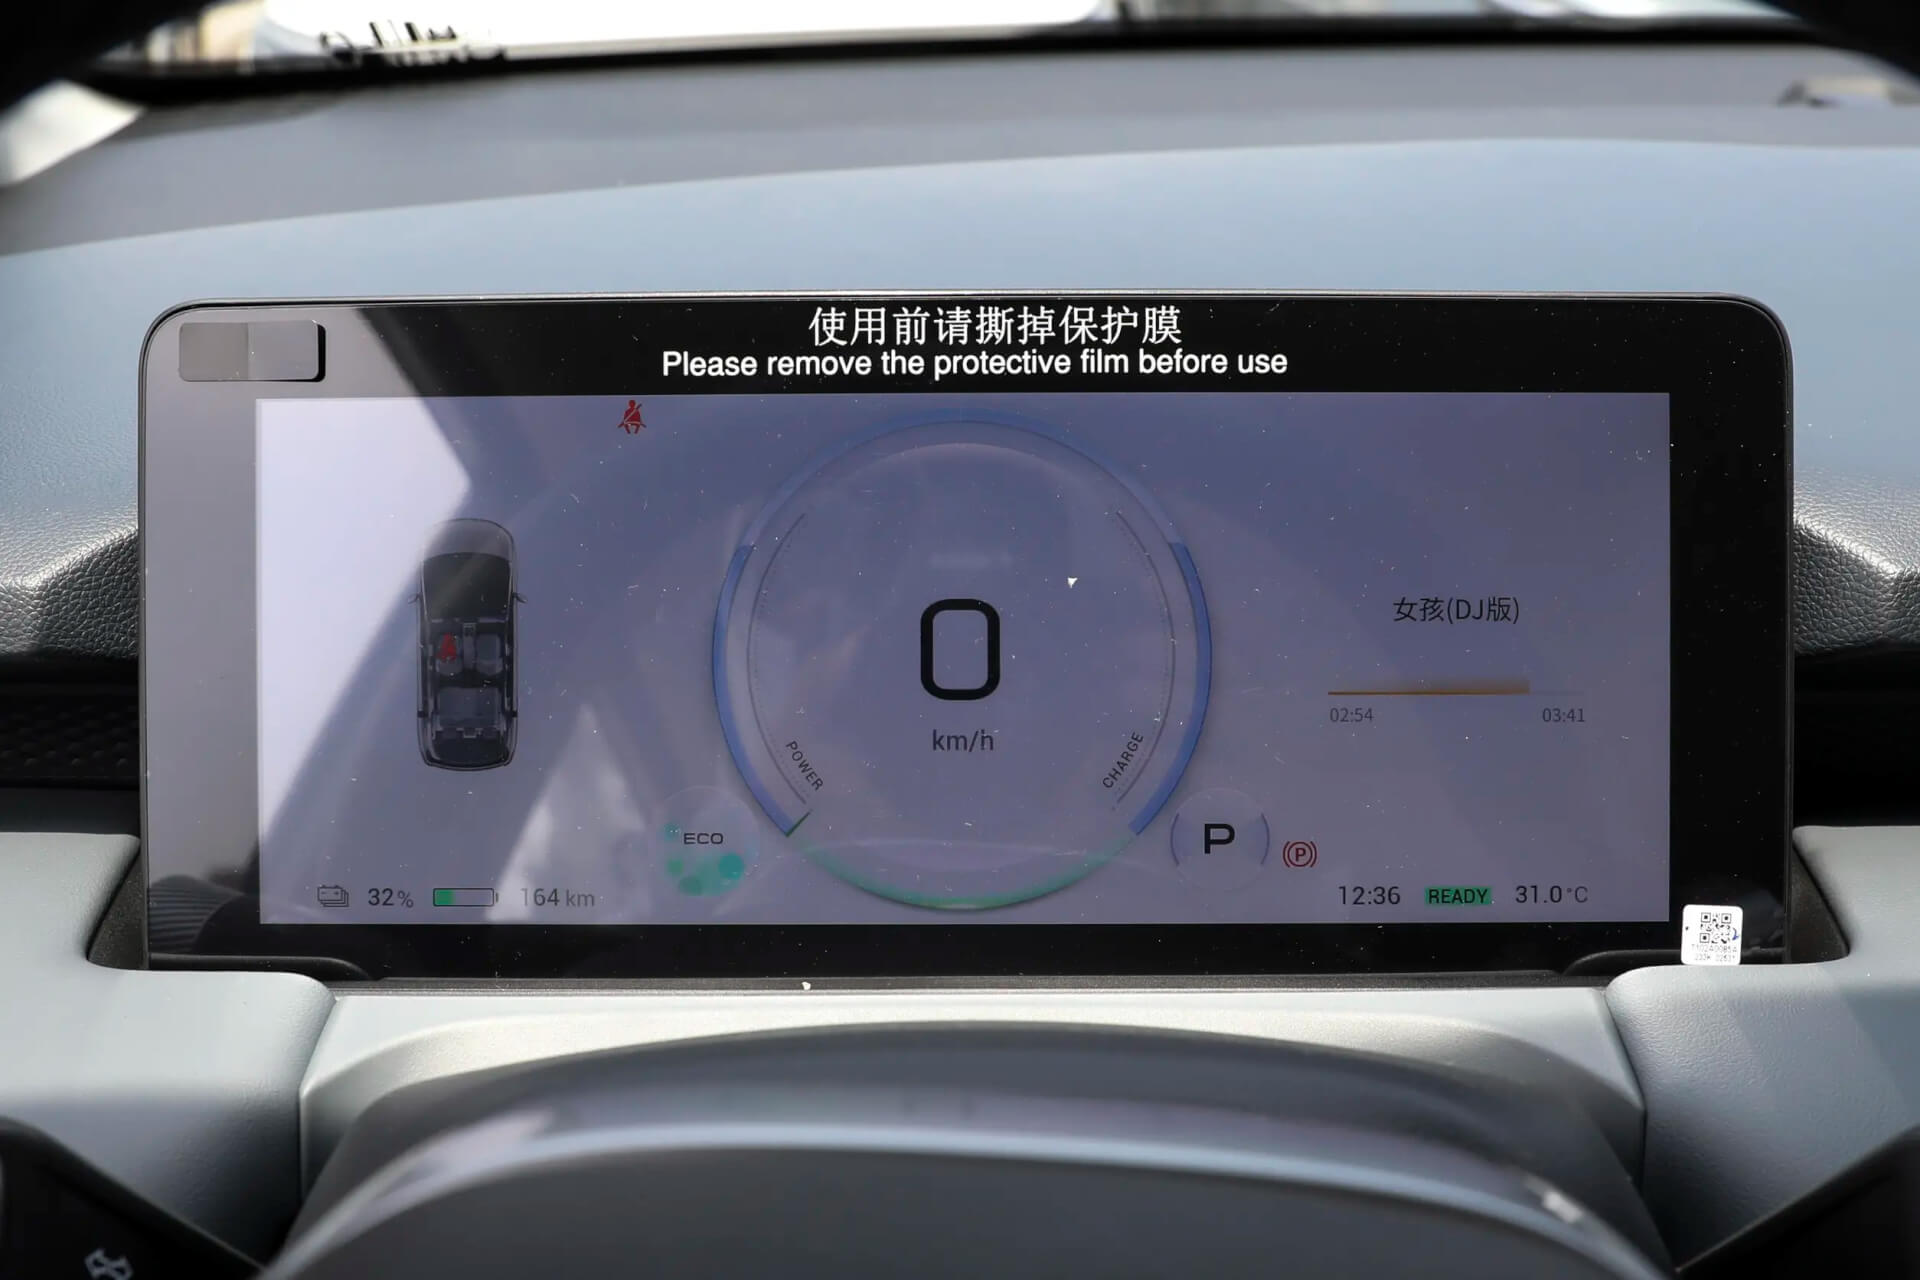 使用前请撕掉保护膜
Please remove the protective film before use
女孩(DJ版)
0
km/h
02:54
03:41
POWER
CHARGE
ECO
P
P
32%
164 km
12:36
READY
31.0°C